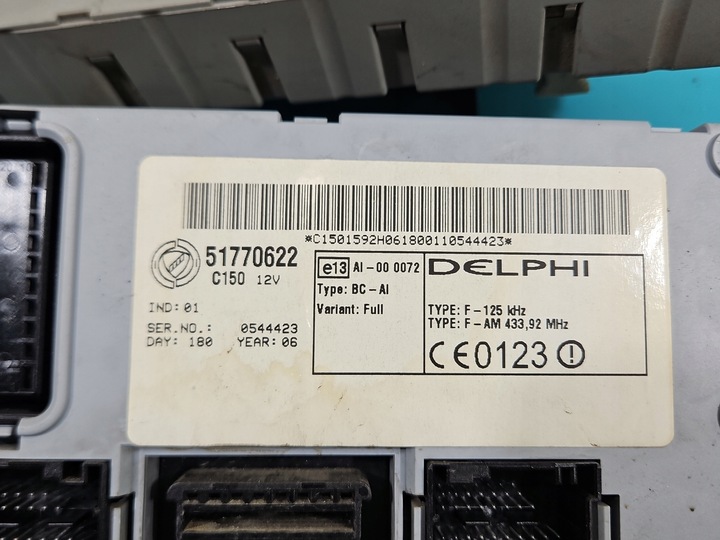 *C1501592H061800110544423*
51770622
C150 12V
IND: 01
SER.NO.: 0544423
DAY: 180 YEAR: 06
e13 AI-00 0072
Type: BC-AI
Variant: Full
DELPHI
TYPE: F-125 kHz
TYPE: F-AM 433,92 MHz
CE0123